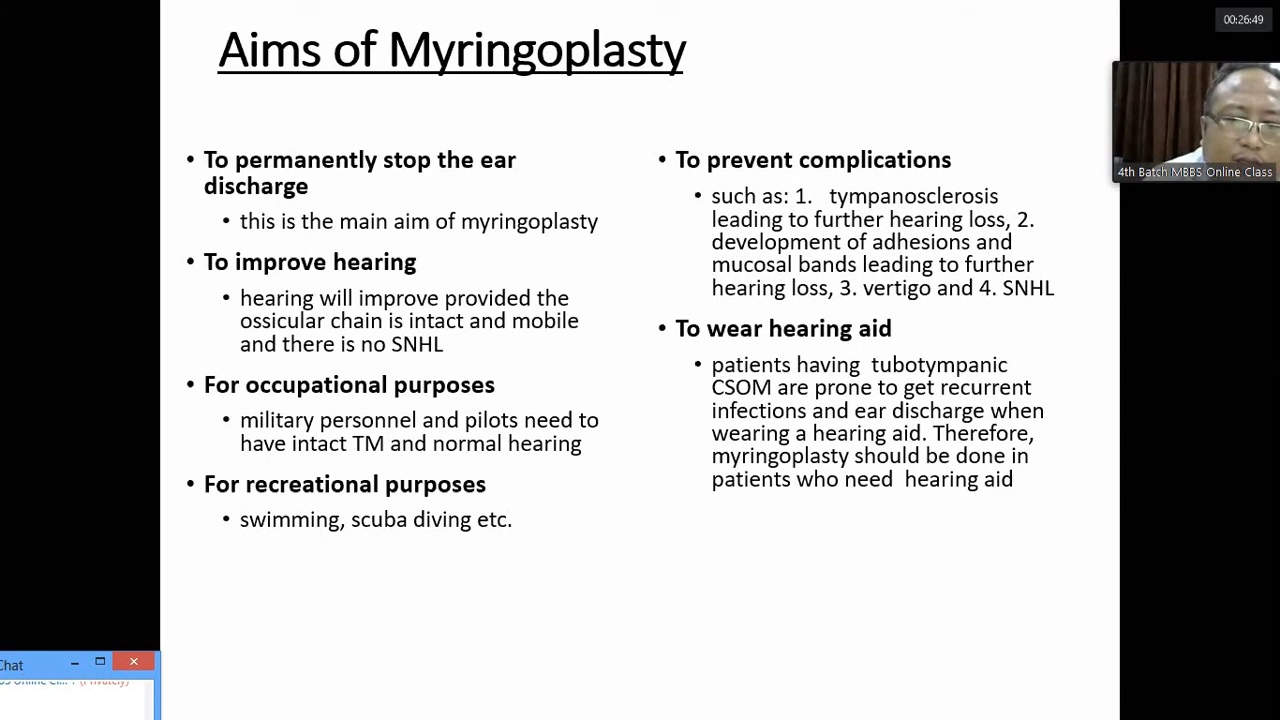 00:26:49
Aims of Myringoplasty
4th Batch MBBS Online Class
• To permanently stop the ear
discharge
• this is the main aim of myringoplasty
• To improve hearing
• hearing will improve provided the
ossicular chain is intact and mobile
and there is no SNHL
• For occupational purposes
• military personnel and pilots need to
have intact TM and normal hearing
• For recreational purposes
• swimming, scuba diving etc.
• To prevent complications
• such as: 1. tympanosclerosis
leading to further hearing loss, 2.
development of adhesions and
mucosal bands leading to further
hearing loss, 3. vertigo and 4. SNHL
• To wear hearing aid
• patients having tubotympanic
CSOM are prone to get recurrent
infections and ear discharge when
wearing a hearing aid. Therefore,
myringoplasty should be done in
patients who need hearing aid
Chat
(Privately)